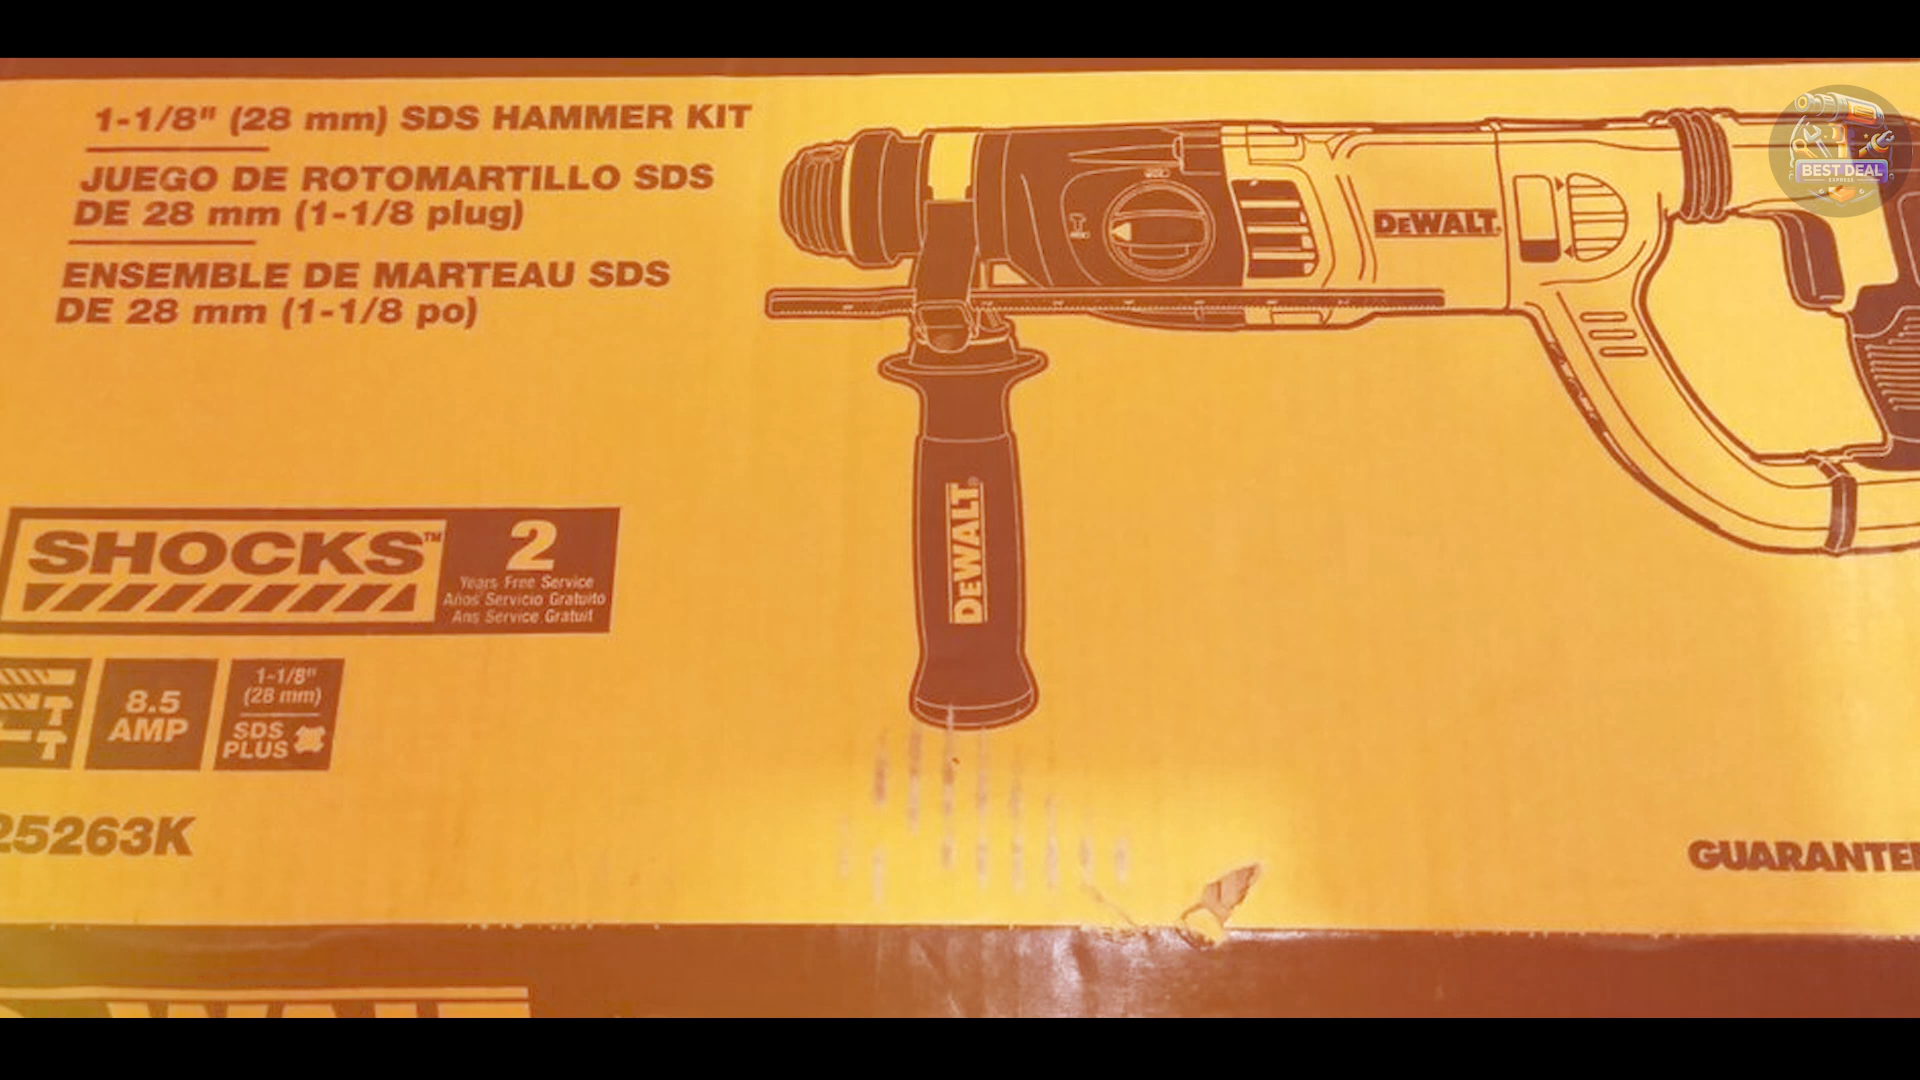 1-1/8" (28 mm) SDS HAMMER KIT
JUEGO DE ROTOMARTILLO SDS
DE 28 mm (1-1/8 plug)
ENSEMBLE DE MARTEAU SDS
DE 28 mm (1-1/8 po)
DEWALT
DEWALT
SHOCKS™
2
Years Free Service
Años Servicio Gratuito
Ans Service Gratuit
8.5
AMP
1-1/8"
(28 mm)
SDS
PLUS
25263K
GUARANTE
BEST DEAL
EXPRESS